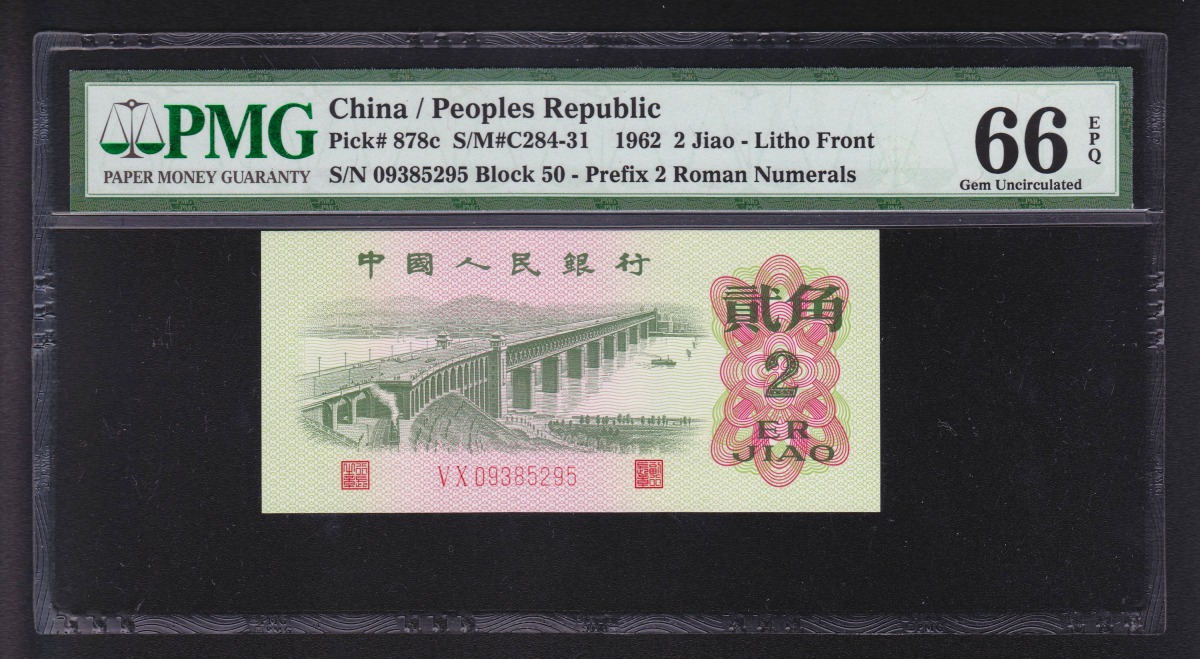 PMG
PAPER MONEY GUARANTY
China / Peoples Republic
Pick# 878c S/M#C284-31 1962 2 Jiao - Litho Front
S/N 09385295 Block 50 - Prefix 2 Roman Numerals
66
EPQ
Gem Uncirculated
中國人民銀行
貳角
2
ER
JIAO
VX09385295